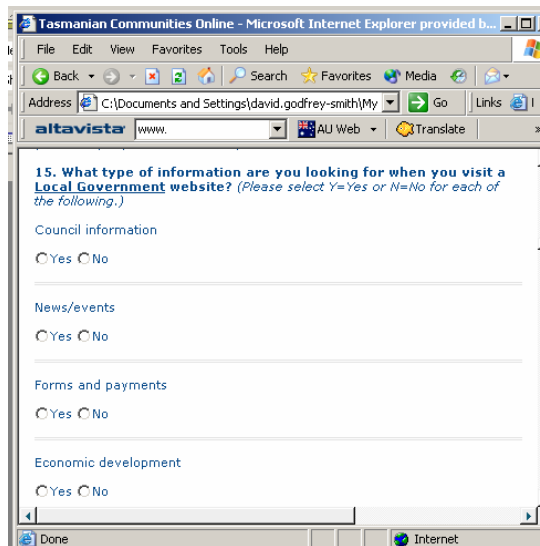 Tasmanian Communities Online - Microsoft Internet Explorer provided b...
File Edit View Favorites Tools Help
Back Search Favorites Media
Address C:\Documents and Settings\david.godfrey-smith\My Go Links
altavista www. AU Web Translate »
15. What type of information are you looking for when you visit a
Local Government website? (Please select Y=Yes or N=No for each of
the following.)
Council information
Yes No
News/events
Yes No
Forms and payments
Yes No
Economic development
Yes No
Done Internet